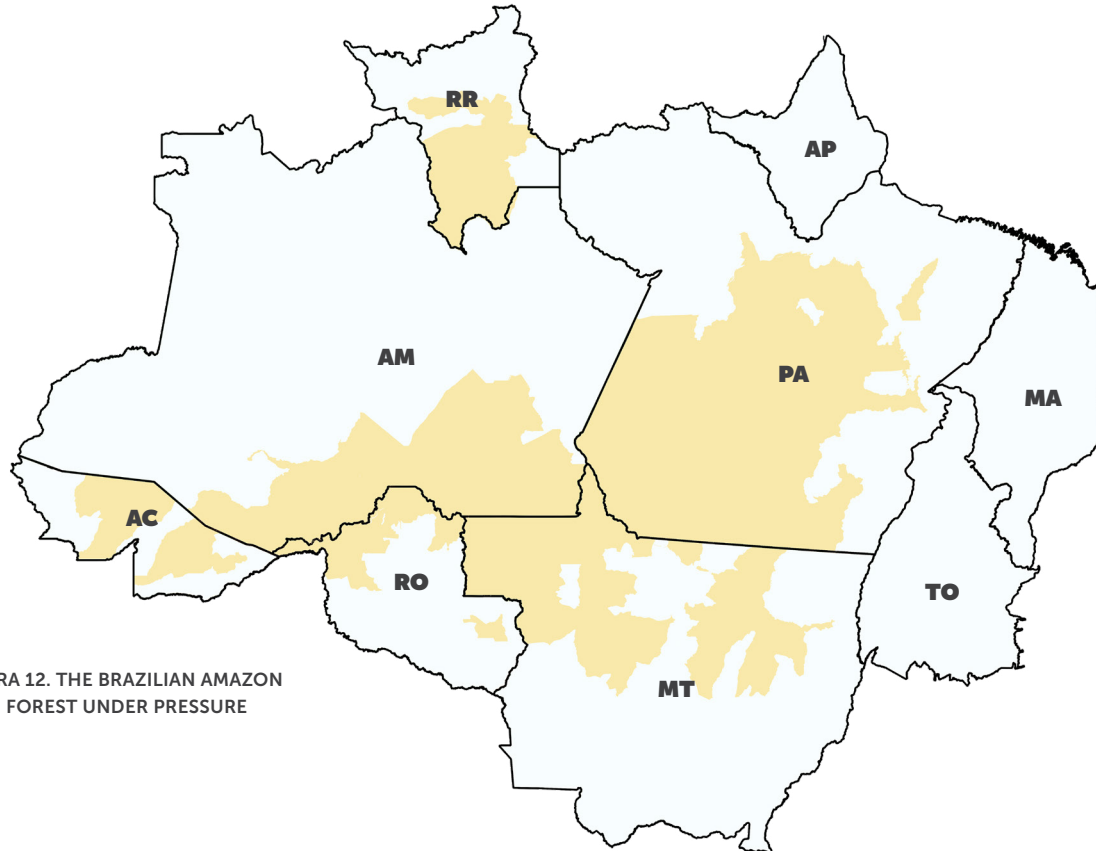 RR
AP
AM
PA
MA
AC
RO
TO
MT
RA 12. THE BRAZILIAN AMAZON
FOREST UNDER PRESSURE